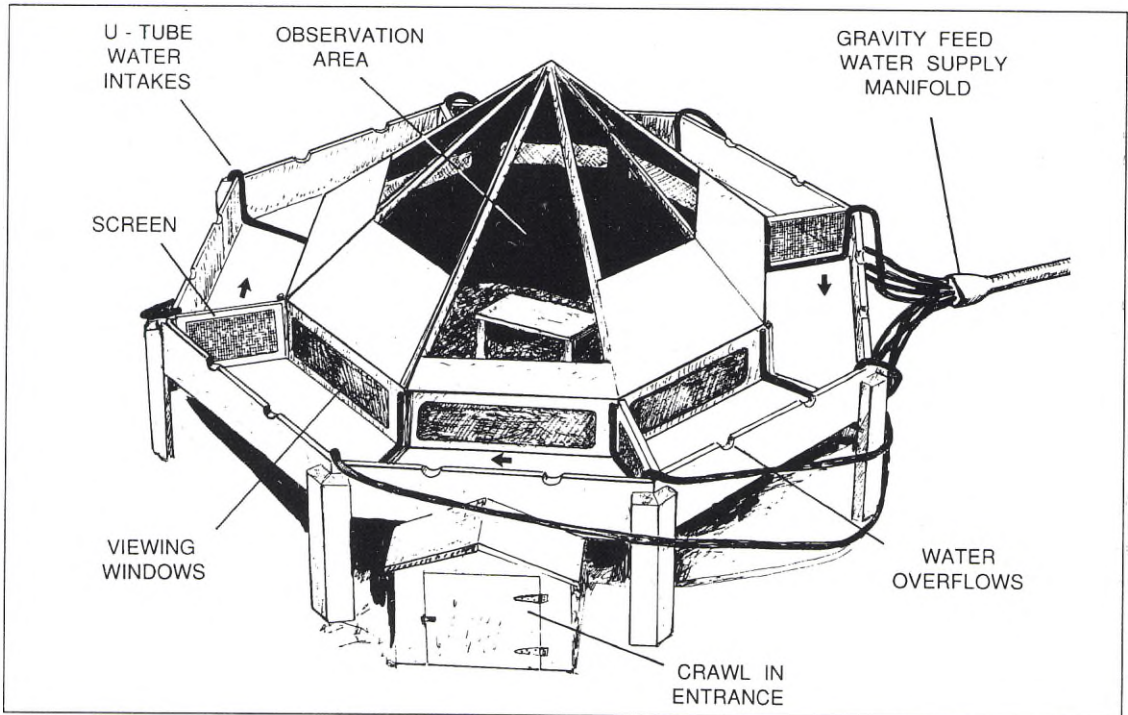 U - TUBE
WATER
INTAKES
OBSERVATION
AREA
GRAVITY FEED
WATER SUPPLY
MANIFOLD
SCREEN
VIEWING
WINDOWS
WATER
OVERFLOWS
CRAWL IN
ENTRANCE